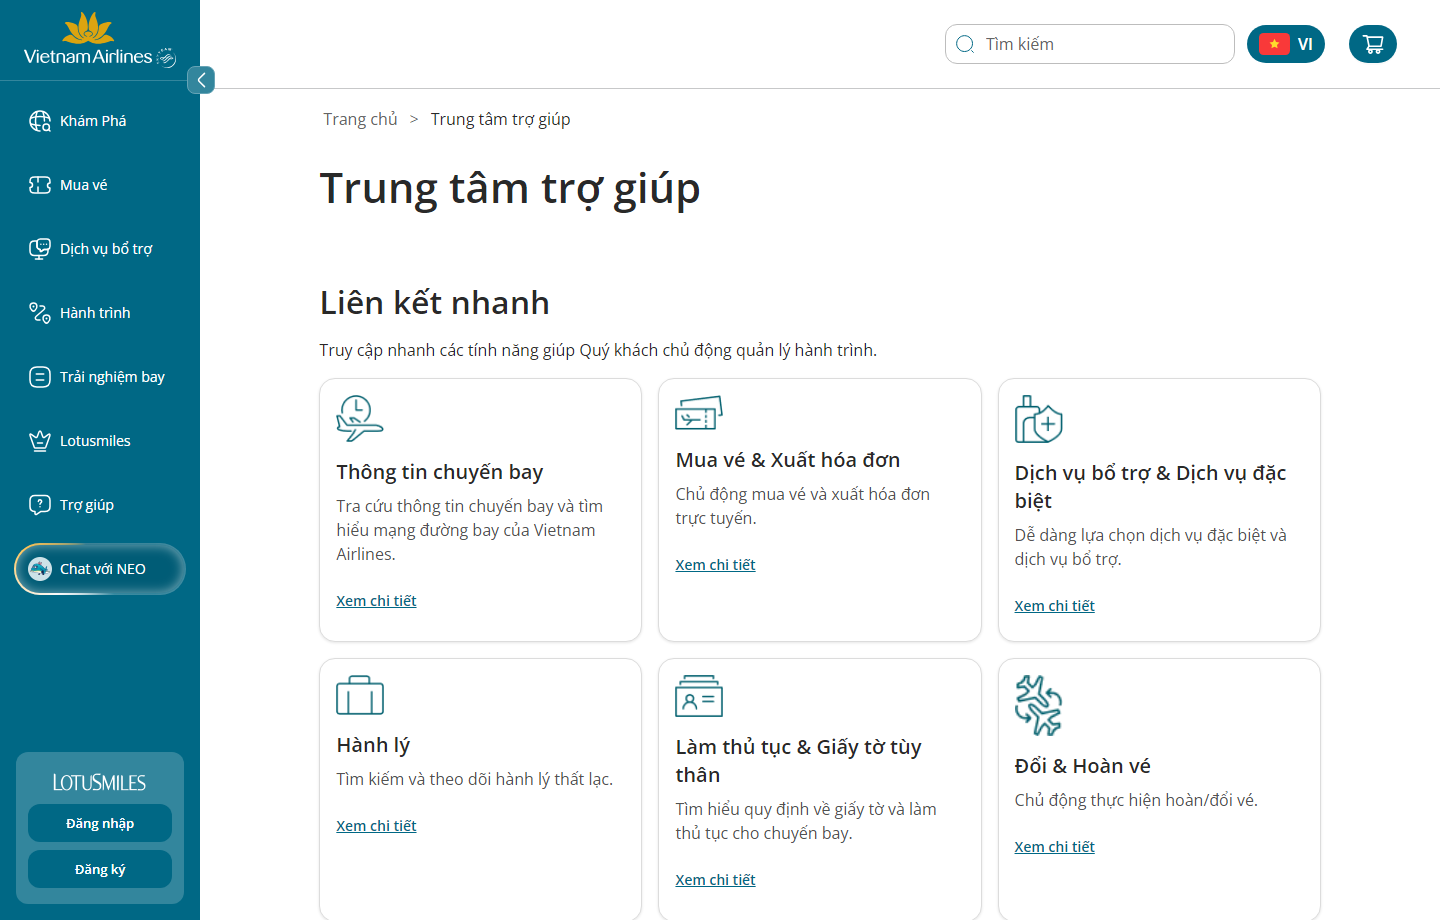 Vietnam Airlines
Khám Phá
Mua vé
Dịch vụ bổ trợ
Hành trình
Trải nghiệm bay
Lotusmiles
Trợ giúp
Chat với NEO
LOTUSMILES
Đăng nhập
Đăng ký
Tìm kiếm
VI
Trang chủ > Trung tâm trợ giúp
Trung tâm trợ giúp
Liên kết nhanh
Truy cập nhanh các tính năng giúp Quý khách chủ động quản lý hành trình.
Thông tin chuyến bay
Tra cứu thông tin chuyến bay và tìm
hiểu mạng đường bay của Vietnam
Airlines.
Xem chi tiết
Mua vé & Xuất hóa đơn
Chủ động mua vé và xuất hóa đơn
trực tuyến.
Xem chi tiết
Dịch vụ bổ trợ & Dịch vụ đặc
biệt
Dễ dàng lựa chọn dịch vụ đặc biệt và
dịch vụ bổ trợ.
Xem chi tiết
Hành lý
Tìm kiếm và theo dõi hành lý thất lạc.
Xem chi tiết
Làm thủ tục & Giấy tờ tùy
thân
Tìm hiểu quy định về giấy tờ và làm
thủ tục cho chuyến bay.
Xem chi tiết
Đổi & Hoàn vé
Chủ động thực hiện hoàn/đổi vé.
Xem chi tiết